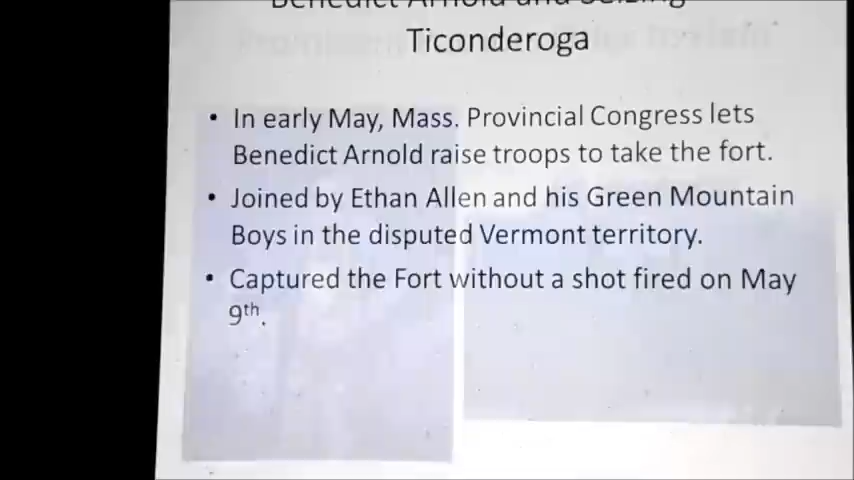 Benedict Arnold and Seizing
Ticonderoga
• In early May, Mass. Provincial Congress lets
Benedict Arnold raise troops to take the fort.
• Joined by Ethan Allen and his Green Mountain
Boys in the disputed Vermont territory.
• Captured the Fort without a shot fired on May
9th.